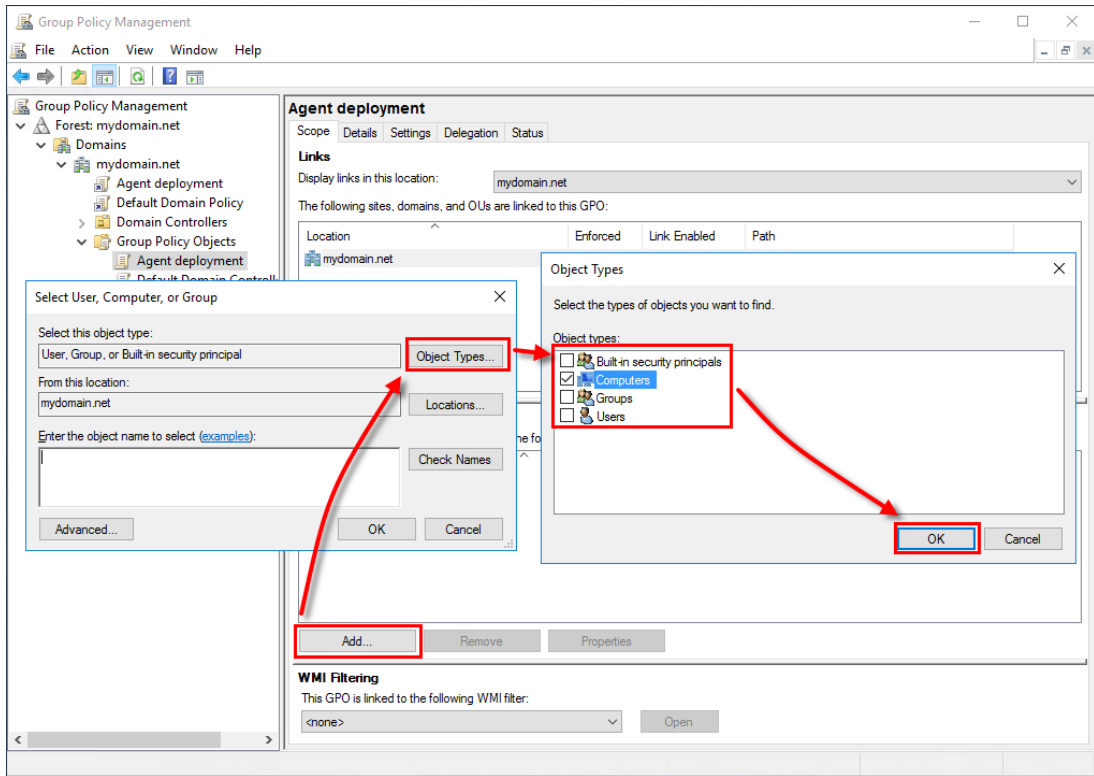 Group Policy Management
File Action View Window Help
Group Policy Management
Forest: mydomain.net
Domains
mydomain.net
Agent deployment
Default Domain Policy
Domain Controllers
Group Policy Objects
Agent deployment
Default Domain Controll
Agent deployment
Scope Details Settings Delegation Status
Links
Display links in this location: mydomain.net
The following sites, domains, and OUs are linked to this GPO:
Location Enforced Link Enabled Path
mydomain.net
Select User, Computer, or Group
Select this object type:
User, Group, or Built-in security principal Object Types...
From this location:
mydomain.net Locations...
Enter the object name to select (examples):
Check Names
Advanced... OK Cancel
Object Types
Select the types of objects you want to find.
Object types:
Built-in security principals
Computers
Groups
Users
OK Cancel
Add... Remove Properties
WMI Filtering
This GPO is linked to the following WMI filter:
<none> Open